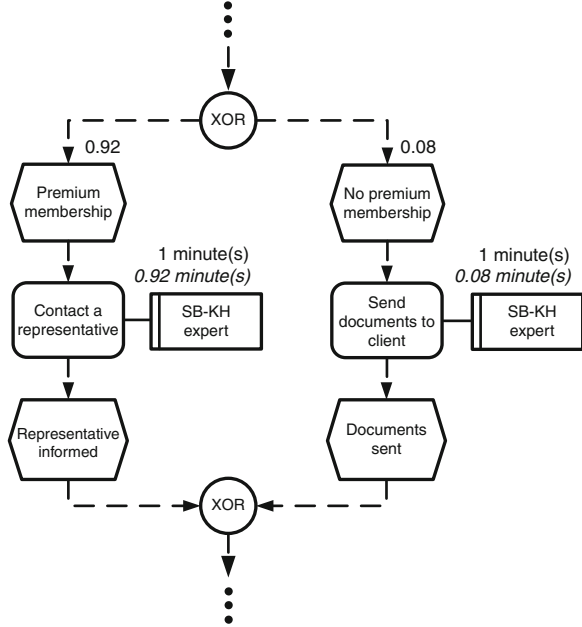 XOR
0.92
0.08
Premium
membership
No premium
membership
1 minute(s)
0.92 minute(s)
1 minute(s)
0.08 minute(s)
Contact a
representative
SB-KH
expert
Send
documents to
client
SB-KH
expert
Representative
informed
Documents
sent
XOR